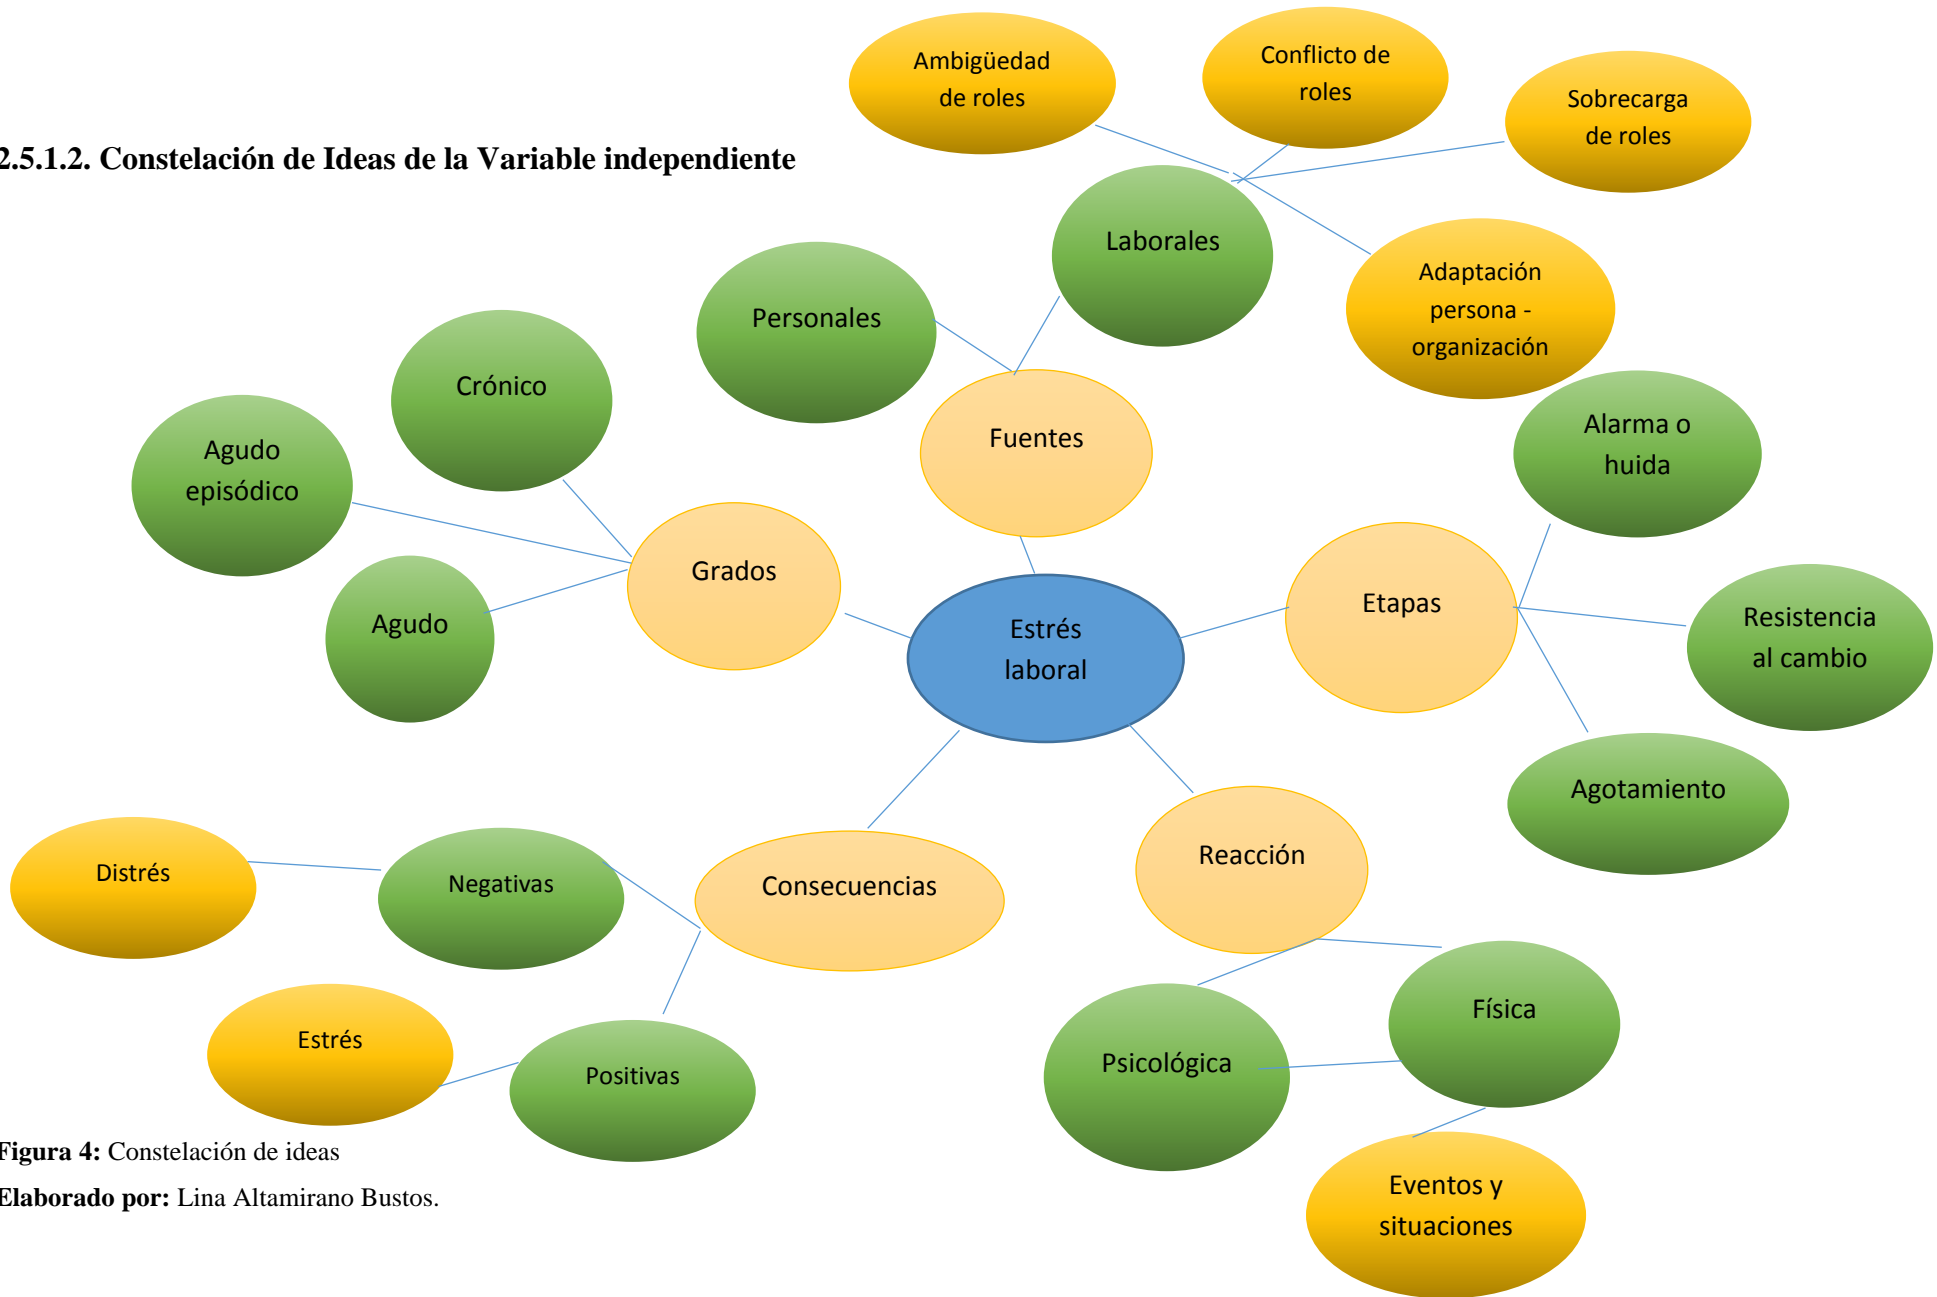 2.5.1.2. Constelación de Ideas de la Variable independiente
Ambigüedad
de roles
Conflicto de
roles
Sobrecarga
de roles
Laborales
Adaptación
persona -
organización
Personales
Fuentes
Crónico
Agudo
episódico
Agudo
Grados
Estrés
laboral
Etapas
Alarma o
huida
Resistencia
al cambio
Agotamiento
Reacción
Física
Psicológica
Eventos y
situaciones
Consecuencias
Negativas
Distrés
Positivas
Estrés
Figura 4: Constelación de ideas
Elaborado por: Lina Altamirano Bustos.